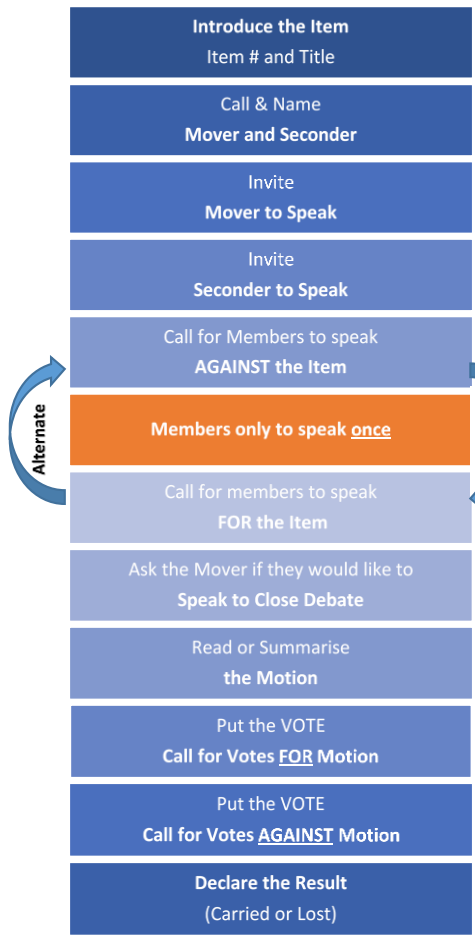 Introduce the Item
Item # and Title
Call & Name
Mover and Seconder
Invite
Mover to Speak
Invite
Seconder to Speak
Call for Members to speak
AGAINST the Item
Alternate
Members only to speak once
Call for members to speak
FOR the Item
Ask the Mover if they would like to
Speak to Close Debate
Read or Summarise
the Motion
Put the VOTE
Call for Votes FOR Motion
Put the VOTE
Call for Votes AGAINST Motion
Declare the Result
(Carried or Lost)